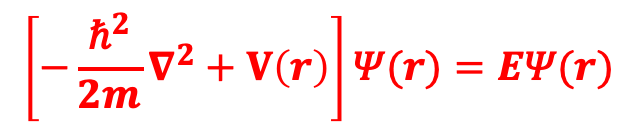 [-ħ²/2m ∇² + V(r)] Ψ(r) = EΨ(r)